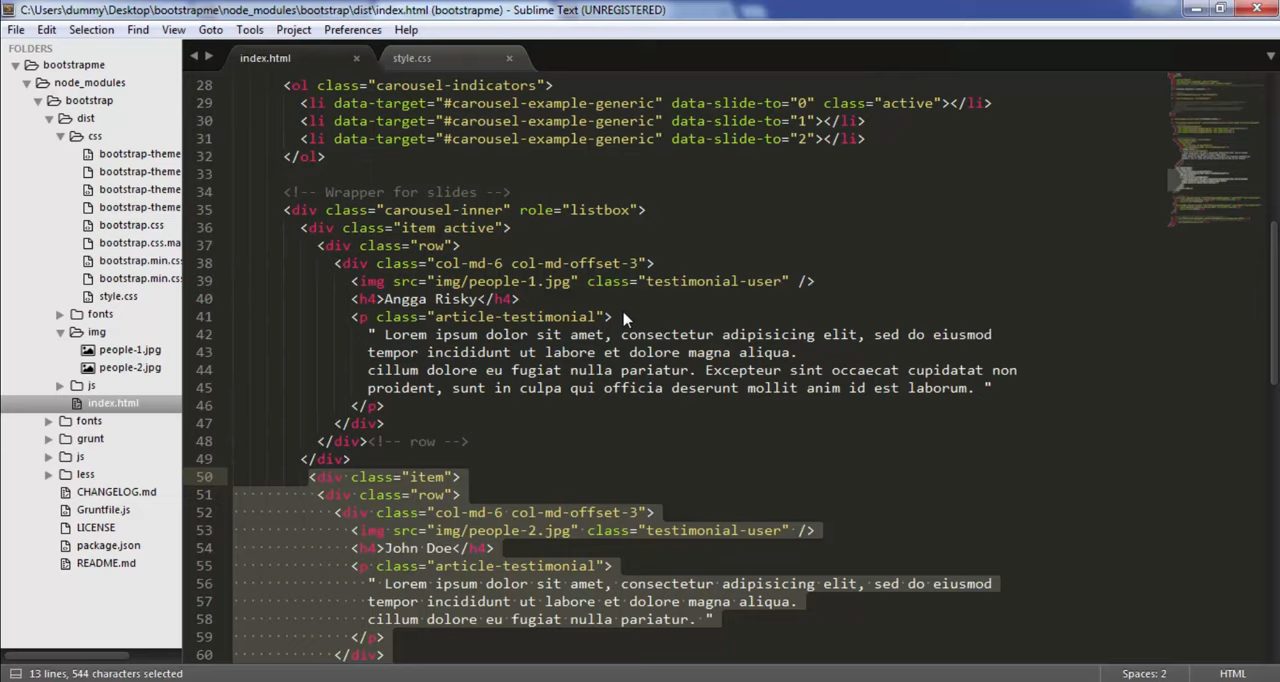 C:\Users\dummy\Desktop\bootstrapme\node_modules\bootstrap\dist\index.html (bootstrapme) - Sublime Text (UNREGISTERED)
File Edit Selection Find View Goto Tools Project Preferences Help
FOLDERS
bootstrapme
node_modules
bootstrap
dist
css
bootstrap-theme
bootstrap-theme
bootstrap-theme
bootstrap-theme
bootstrap.css
bootstrap.css.ma
bootstrap.min.cs
bootstrap.min.cs
style.css
fonts
img
people-1.jpg
people-2.jpg
js
index.html
fonts
grunt
js
less
CHANGELOG.md
Gruntfile.js
LICENSE
package.json
README.md
index.html × style.css ×
28 <ol class="carousel-indicators">
29 <li data-target="#carousel-example-generic" data-slide-to="0" class="active"></li>
30 <li data-target="#carousel-example-generic" data-slide-to="1"></li>
31 <li data-target="#carousel-example-generic" data-slide-to="2"></li>
32 </ol>
33
34 <!-- Wrapper for slides -->
35 <div class="carousel-inner" role="listbox">
36 <div class="item active">
37 <div class="row">
38 <div class="col-md-6 col-md-offset-3">
39 <img src="img/people-1.jpg" class="testimonial-user" />
40 <h4>Angga Risky</h4>
41 <p class="article-testimonial">
42 " Lorem ipsum dolor sit amet, consectetur adipisicing elit, sed do eiusmod
43 tempor incididunt ut labore et dolore magna aliqua.
44 cillum dolore eu fugiat nulla pariatur. Excepteur sint occaecat cupidatat non
45 proident, sunt in culpa qui officia deserunt mollit anim id est laborum. "
46 </p>
47 </div>
48 </div><!-- row -->
49 </div>
50 <div class="item">
51 <div class="row">
52 <div class="col-md-6 col-md-offset-3">
53 <img src="img/people-2.jpg" class="testimonial-user" />
54 <h4>John Doe</h4>
55 <p class="article-testimonial">
56 " Lorem ipsum dolor sit amet, consectetur adipisicing elit, sed do eiusmod
57 tempor incididunt ut labore et dolore magna aliqua.
58 cillum dolore eu fugiat nulla pariatur. "
59 </p>
60 </div>
13 lines, 544 characters selected
Spaces: 2 HTML